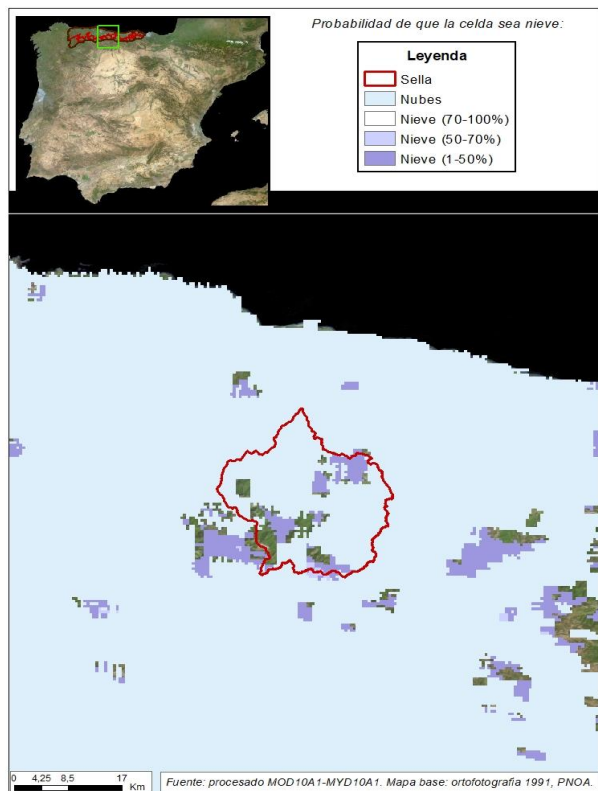 Probabilidad de que la celda sea nieve:
Leyenda
Sella
Nubes
Nieve (70-100%)
Nieve (50-70%)
Nieve (1-50%)
0 4,25 8,5 17
Km
Fuente: procesado MOD10A1-MYD10A1. Mapa base: ortofotografía 1991, PNOA.